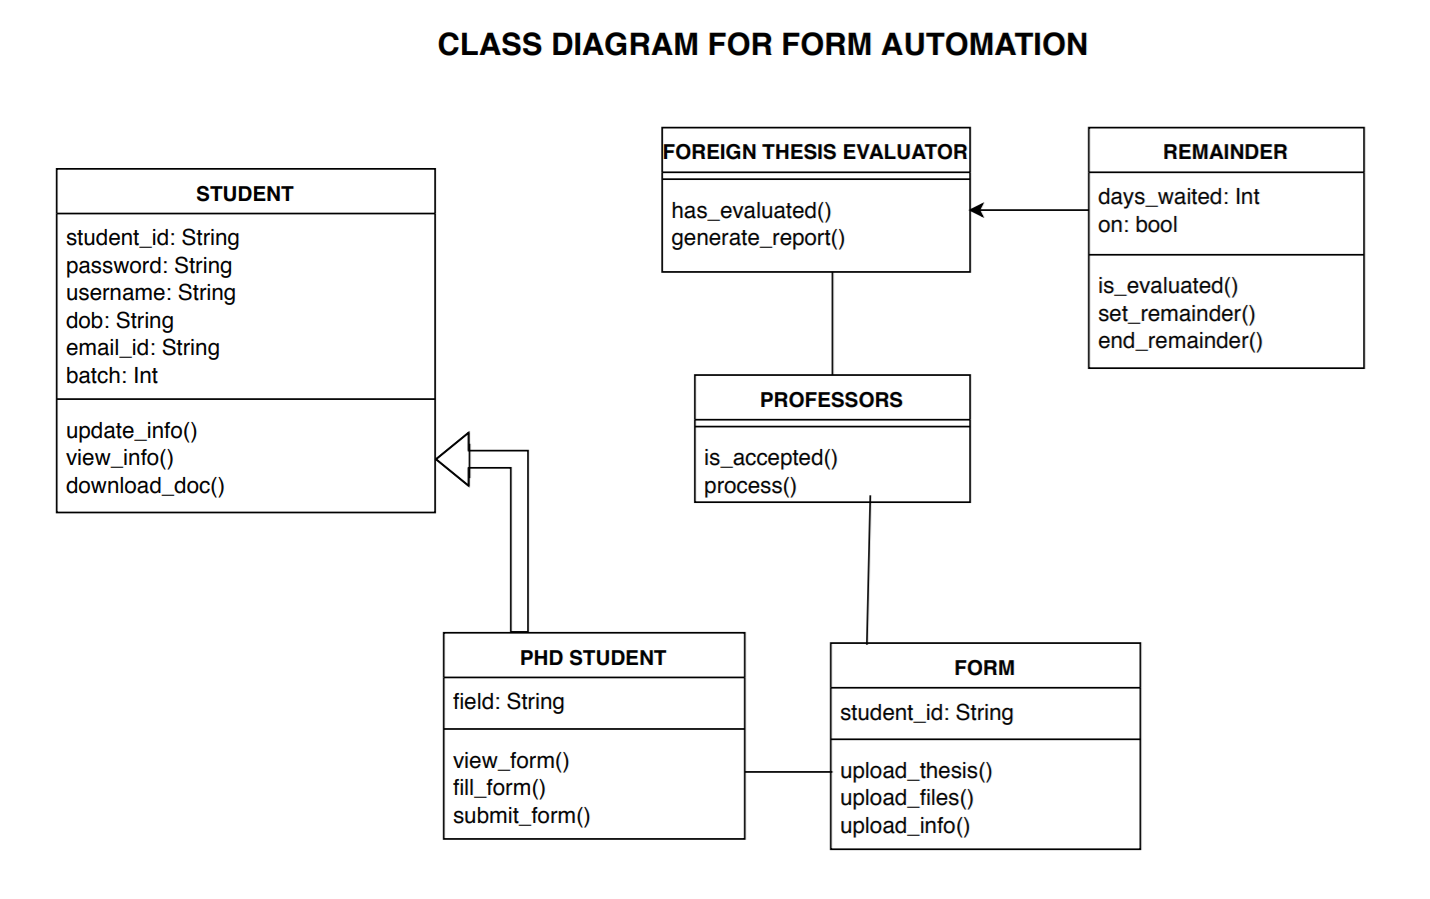 CLASS DIAGRAM FOR FORM AUTOMATION
STUDENT
student_id: String
password: String
username: String
dob: String
email_id: String
batch: Int
update_info()
view_info()
download_doc()
FOREIGN THESIS EVALUATOR
has_evaluated()
generate_report()
REMAINDER
days_waited: Int
on: bool
is_evaluated()
set_remainder()
end_remainder()
PROFESSORS
is_accepted()
process()
PHD STUDENT
field: String
view_form()
fill_form()
submit_form()
FORM
student_id: String
upload_thesis()
upload_files()
upload_info()